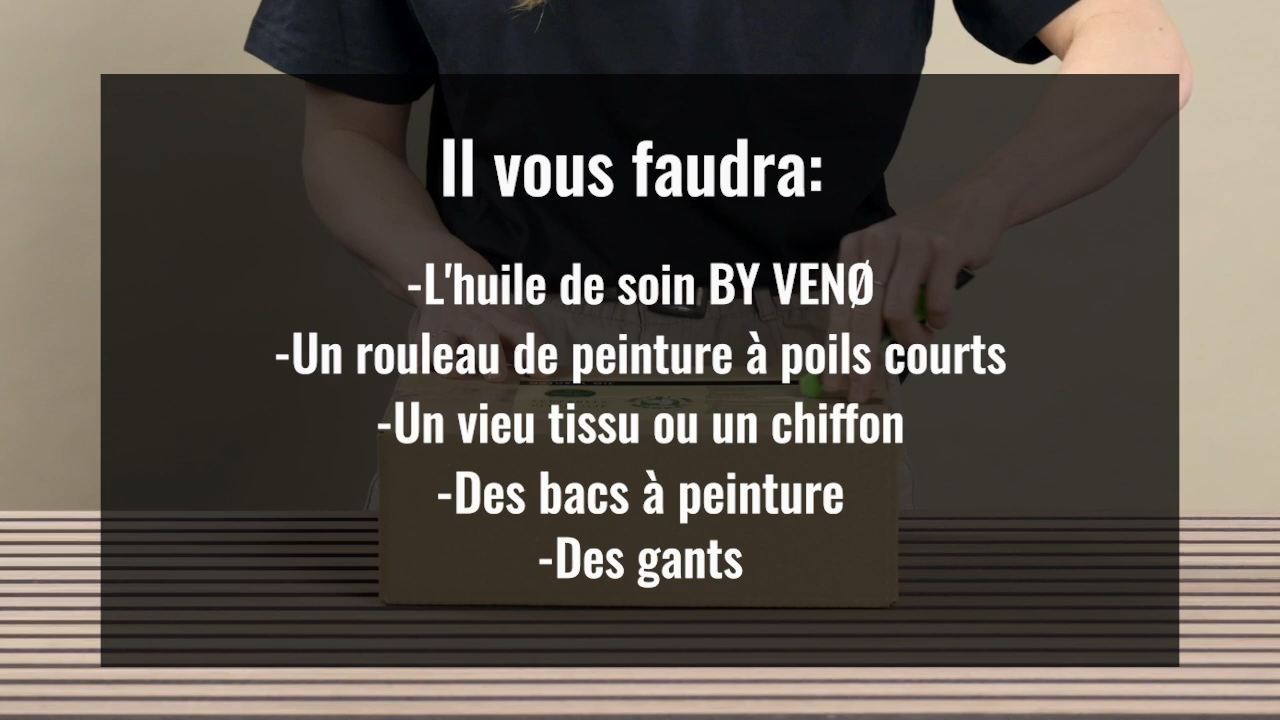 Il vous faudra:
-L'huile de soin BY VENØ
-Un rouleau de peinture à poils courts
-Un vieu tissu ou un chiffon
-Des bacs à peinture
-Des gants